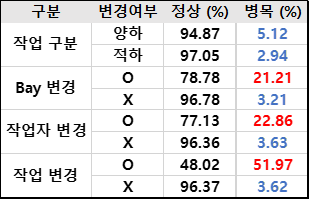 구분 변경여부 정상 (%) 병목 (%)
작업 구분 양하 94.87 5.12
적하 97.05 2.94
Bay 변경 O 78.78 21.21
X 96.78 3.21
작업자 변경 O 77.13 22.86
X 96.36 3.63
작업 변경 O 48.02 51.97
X 96.37 3.62